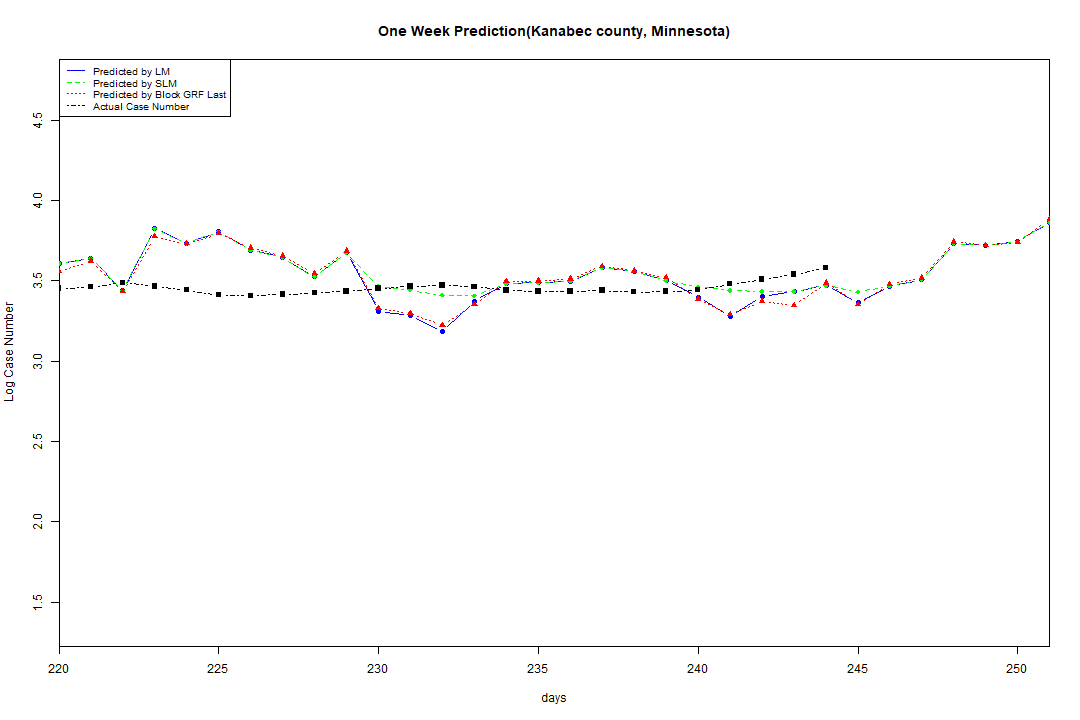 One Week Prediction(Kanabec county, Minnesota)
Predicted by LM
Predicted by SLM
Predicted by Block GRF Last
Actual Case Number
4.5
4.0
3.5
3.0
2.5
2.0
1.5
Log Case Number
220 225 230 235 240 245 250
days